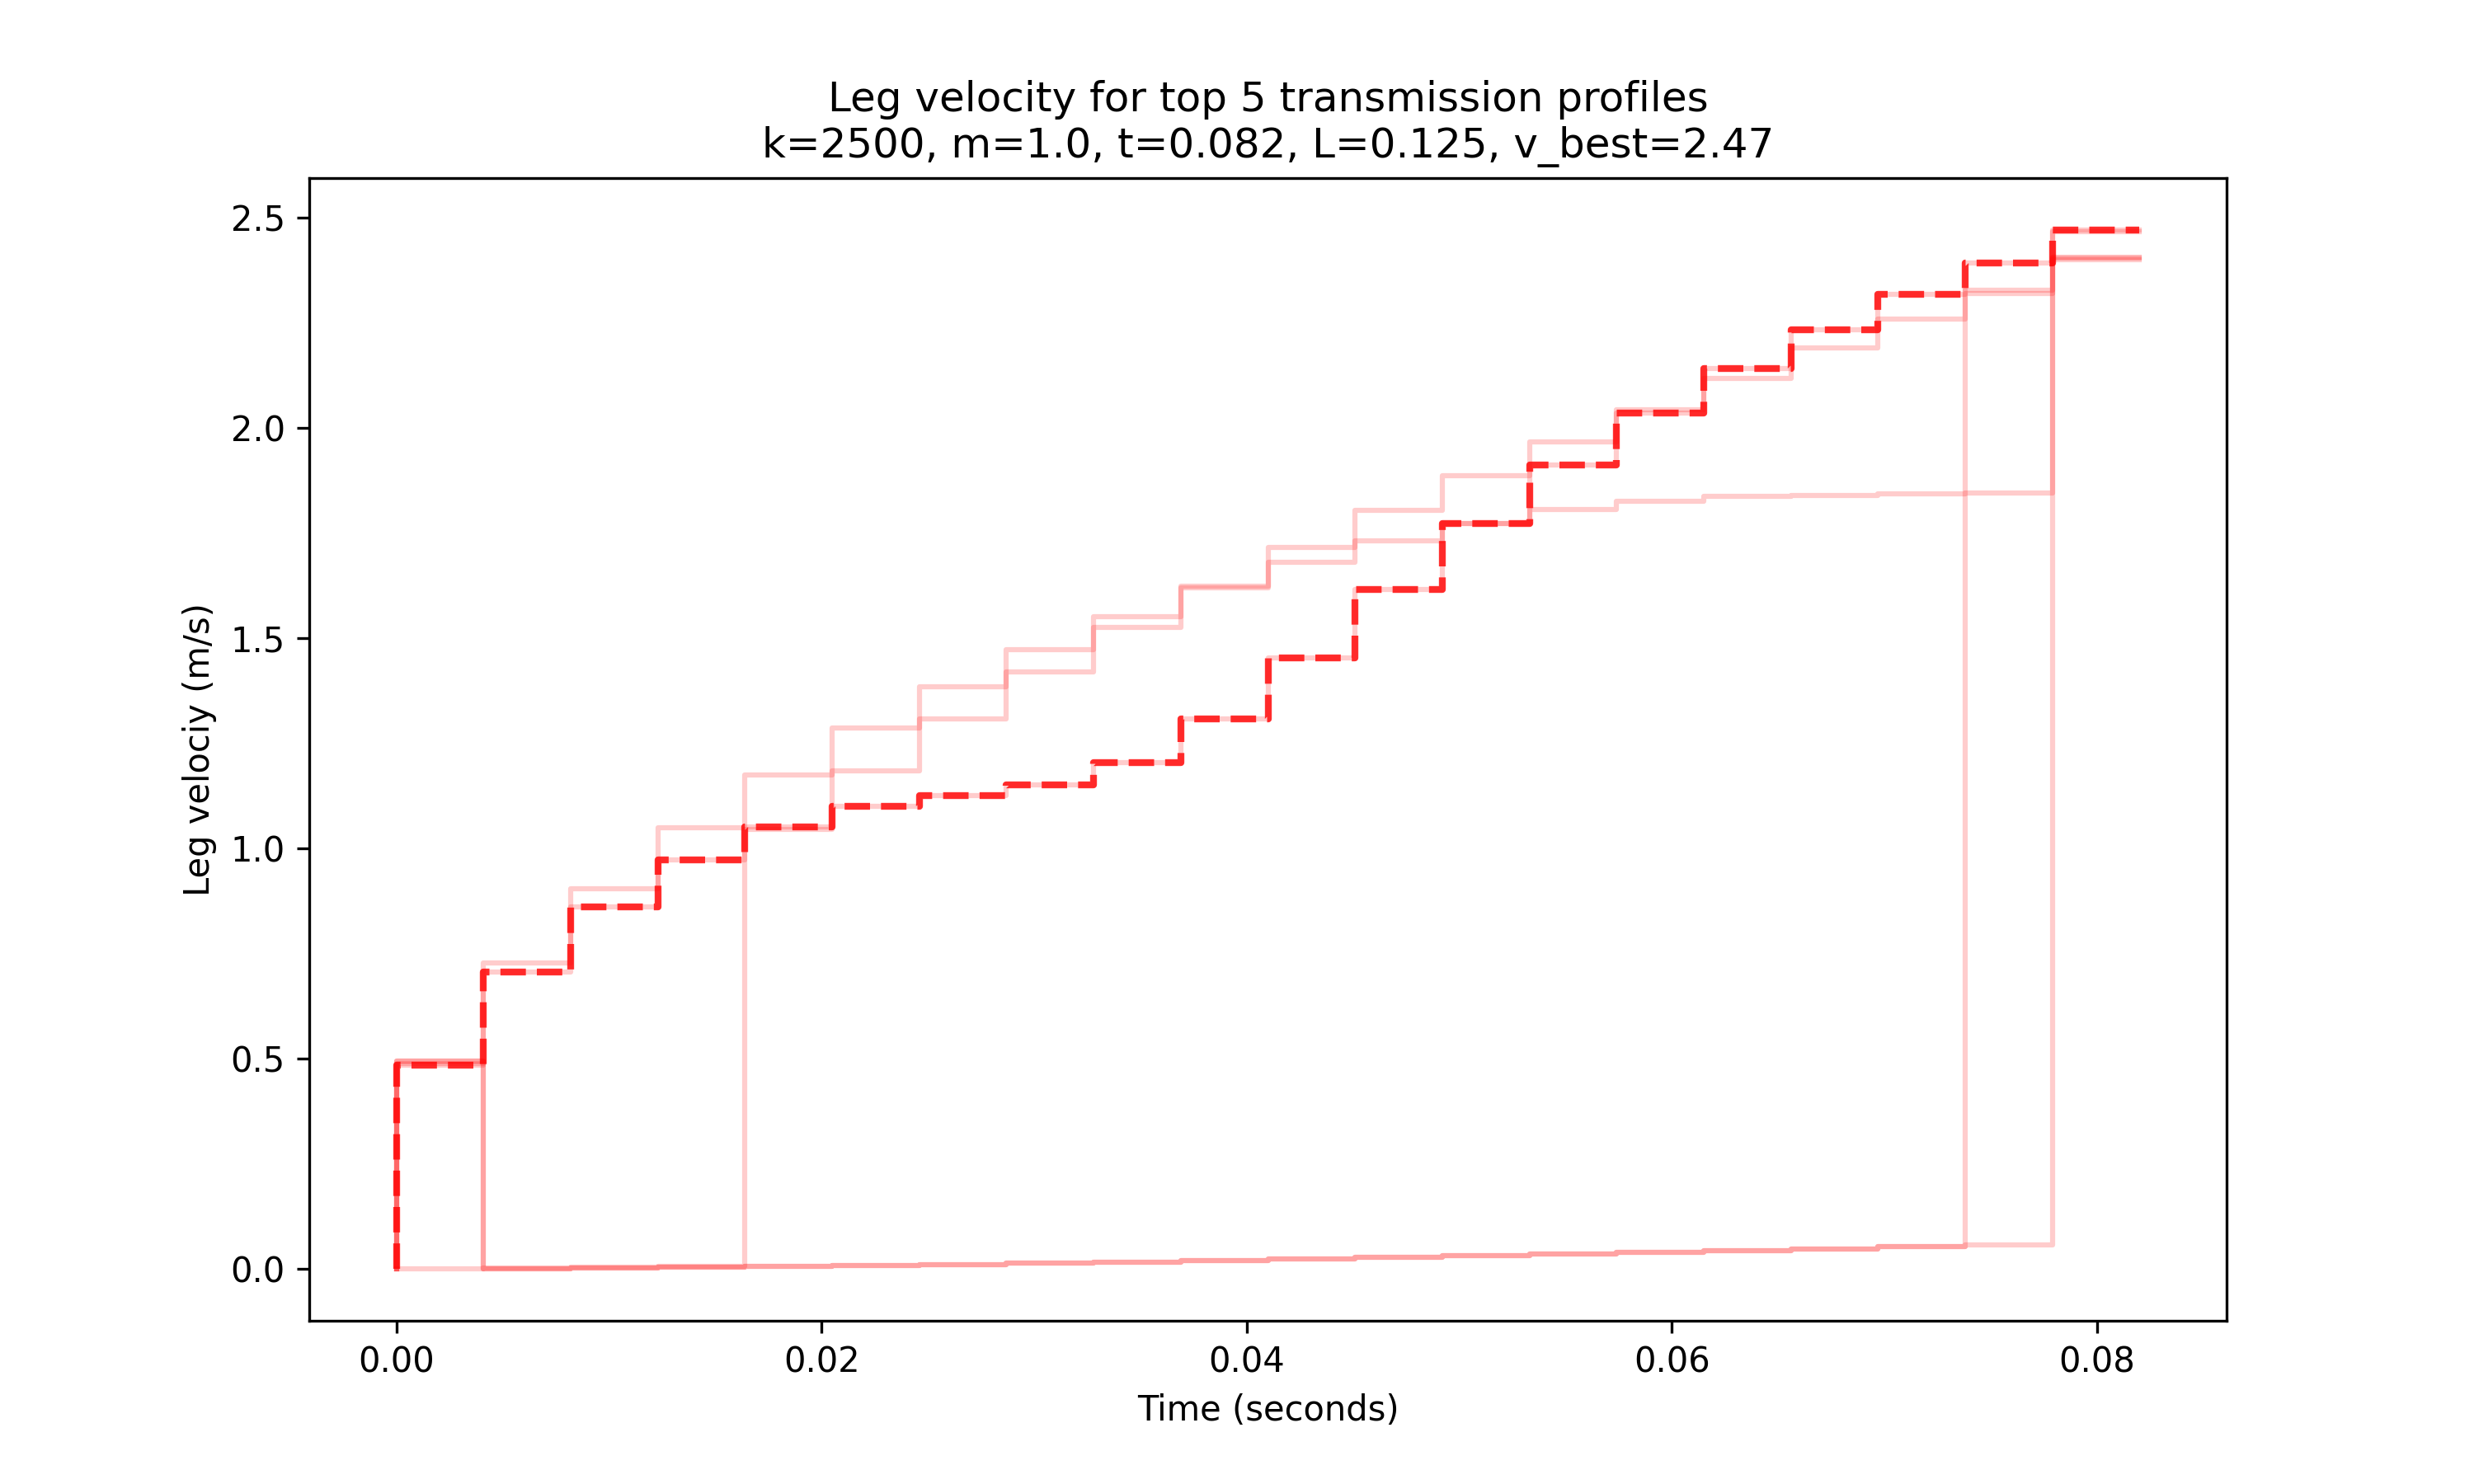 Leg velocity for top 5 transmission profiles
k=2500, m=1.0, t=0.082, L=0.125, v_best=2.47
2.5
2.0
1.5
1.0
0.5
0.0
Leg velociy (m/s)
0.00 0.02 0.04 0.06 0.08
Time (seconds)